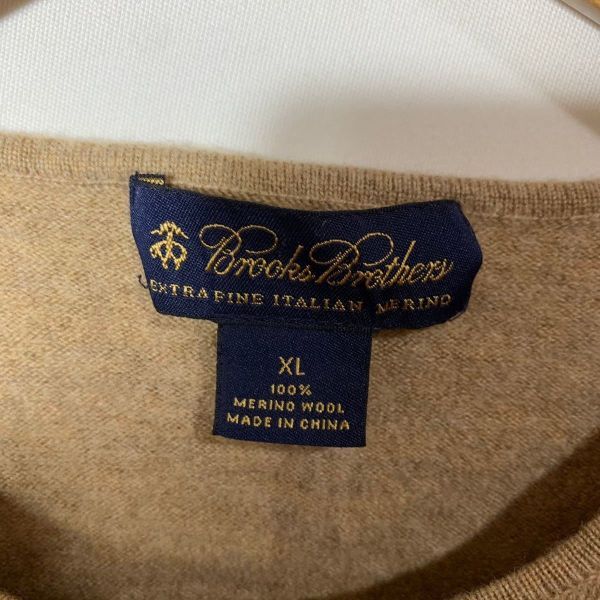 Brooks Brothers
EXTRAFINE ITALIAN MERINO
XL
100%
MERINO WOOL
MADE IN CHINA